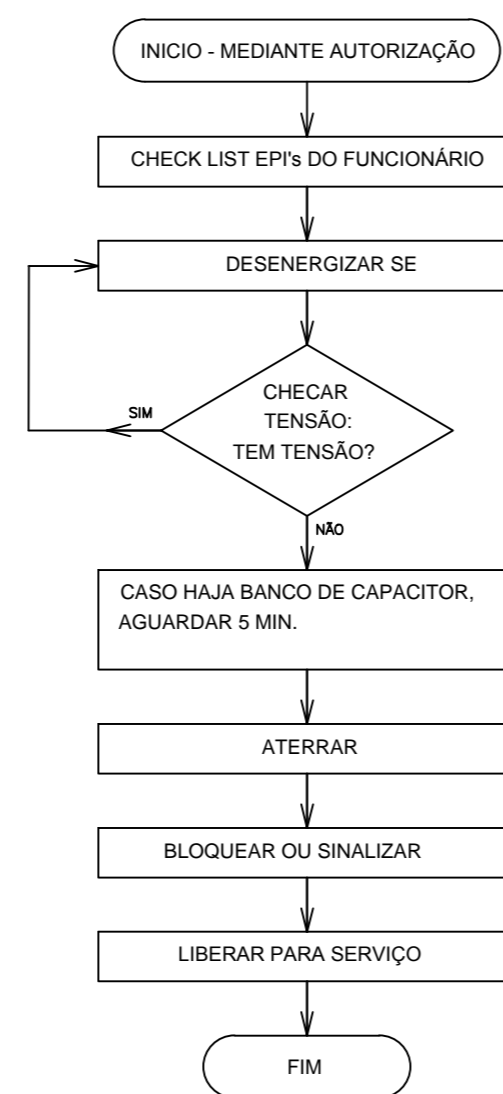 INICIO - MEDIANTE AUTORIZAÇÃO
CHECK LIST EPI's DO FUNCIONÁRIO
DESENERGIZAR SE
CHECAR
TENSÃO:
TEM TENSÃO?
SIM
NÃO
CASO HAJA BANCO DE CAPACITOR,
AGUARDAR 5 MIN.
ATERRAR
BLOQUEAR OU SINALIZAR
LIBERAR PARA SERVIÇO
FIM